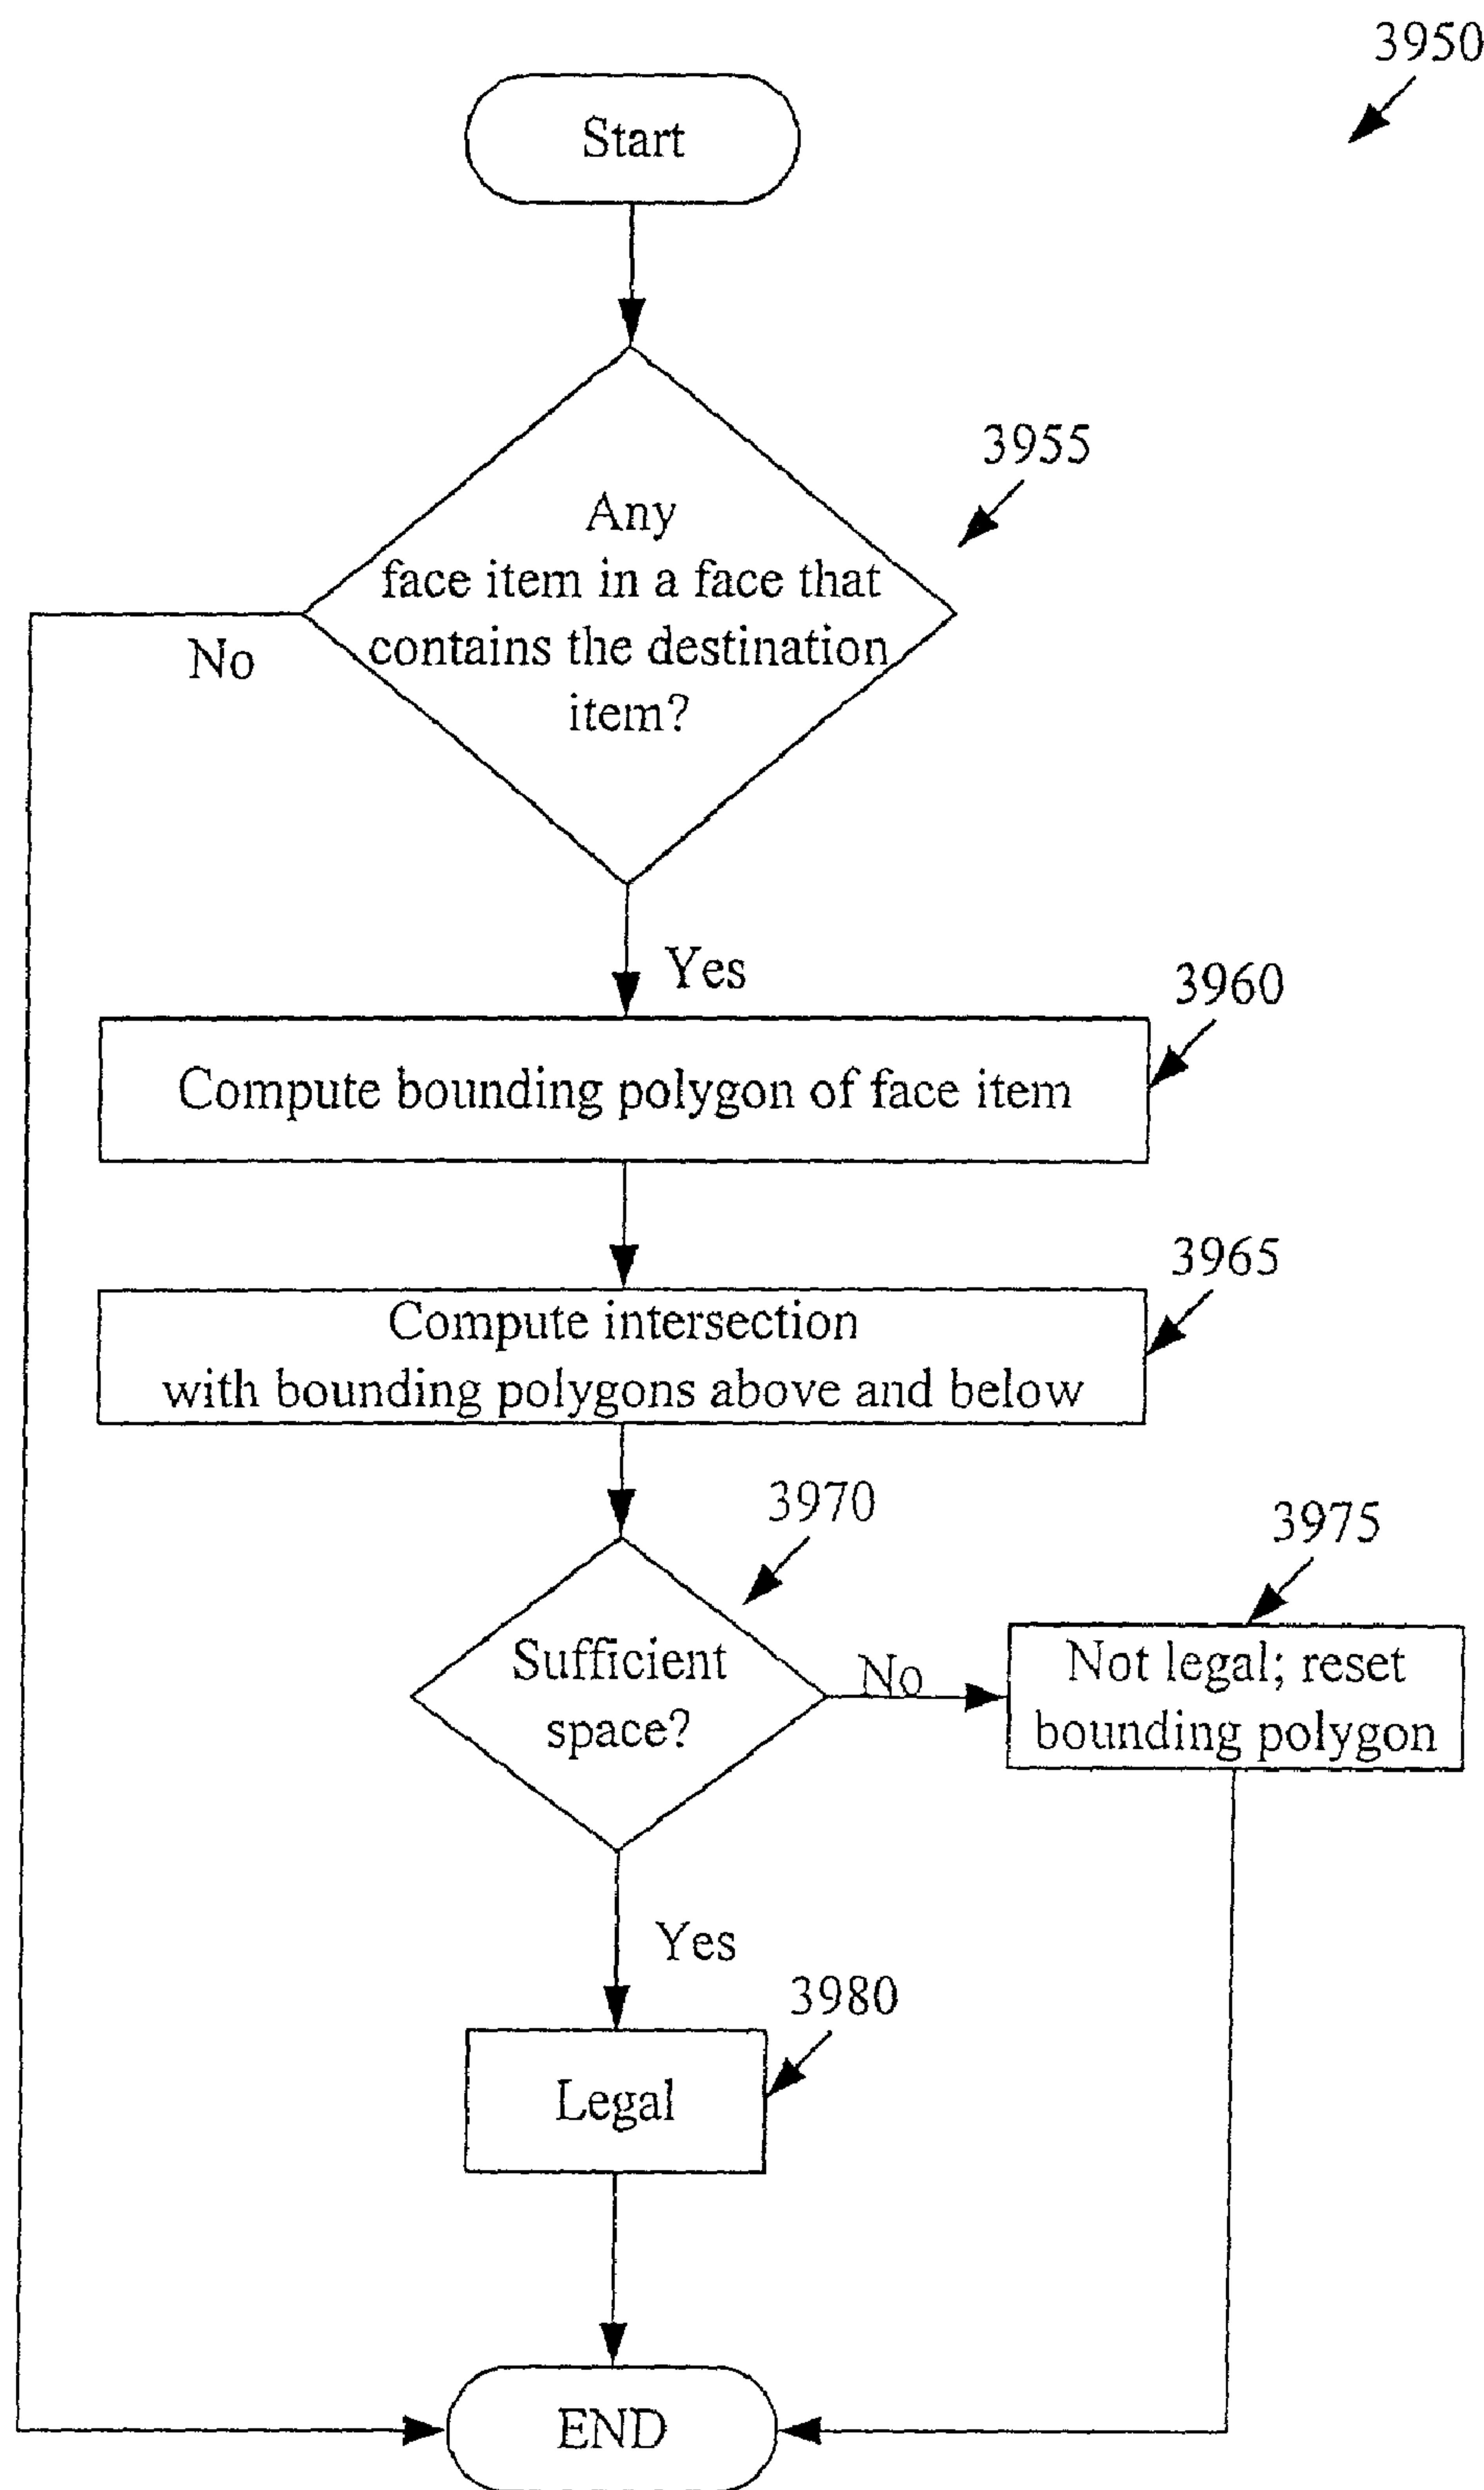 3950
Start
3955
Any
face item in a face that
contains the destination
item?
No
Yes
3960
Compute bounding polygon of face item
3965
Compute intersection
with bounding polygons above and below
3970
3975
Sufficient
space?
No
Not legal; reset
bounding polygon
Yes
3980
Legal
END